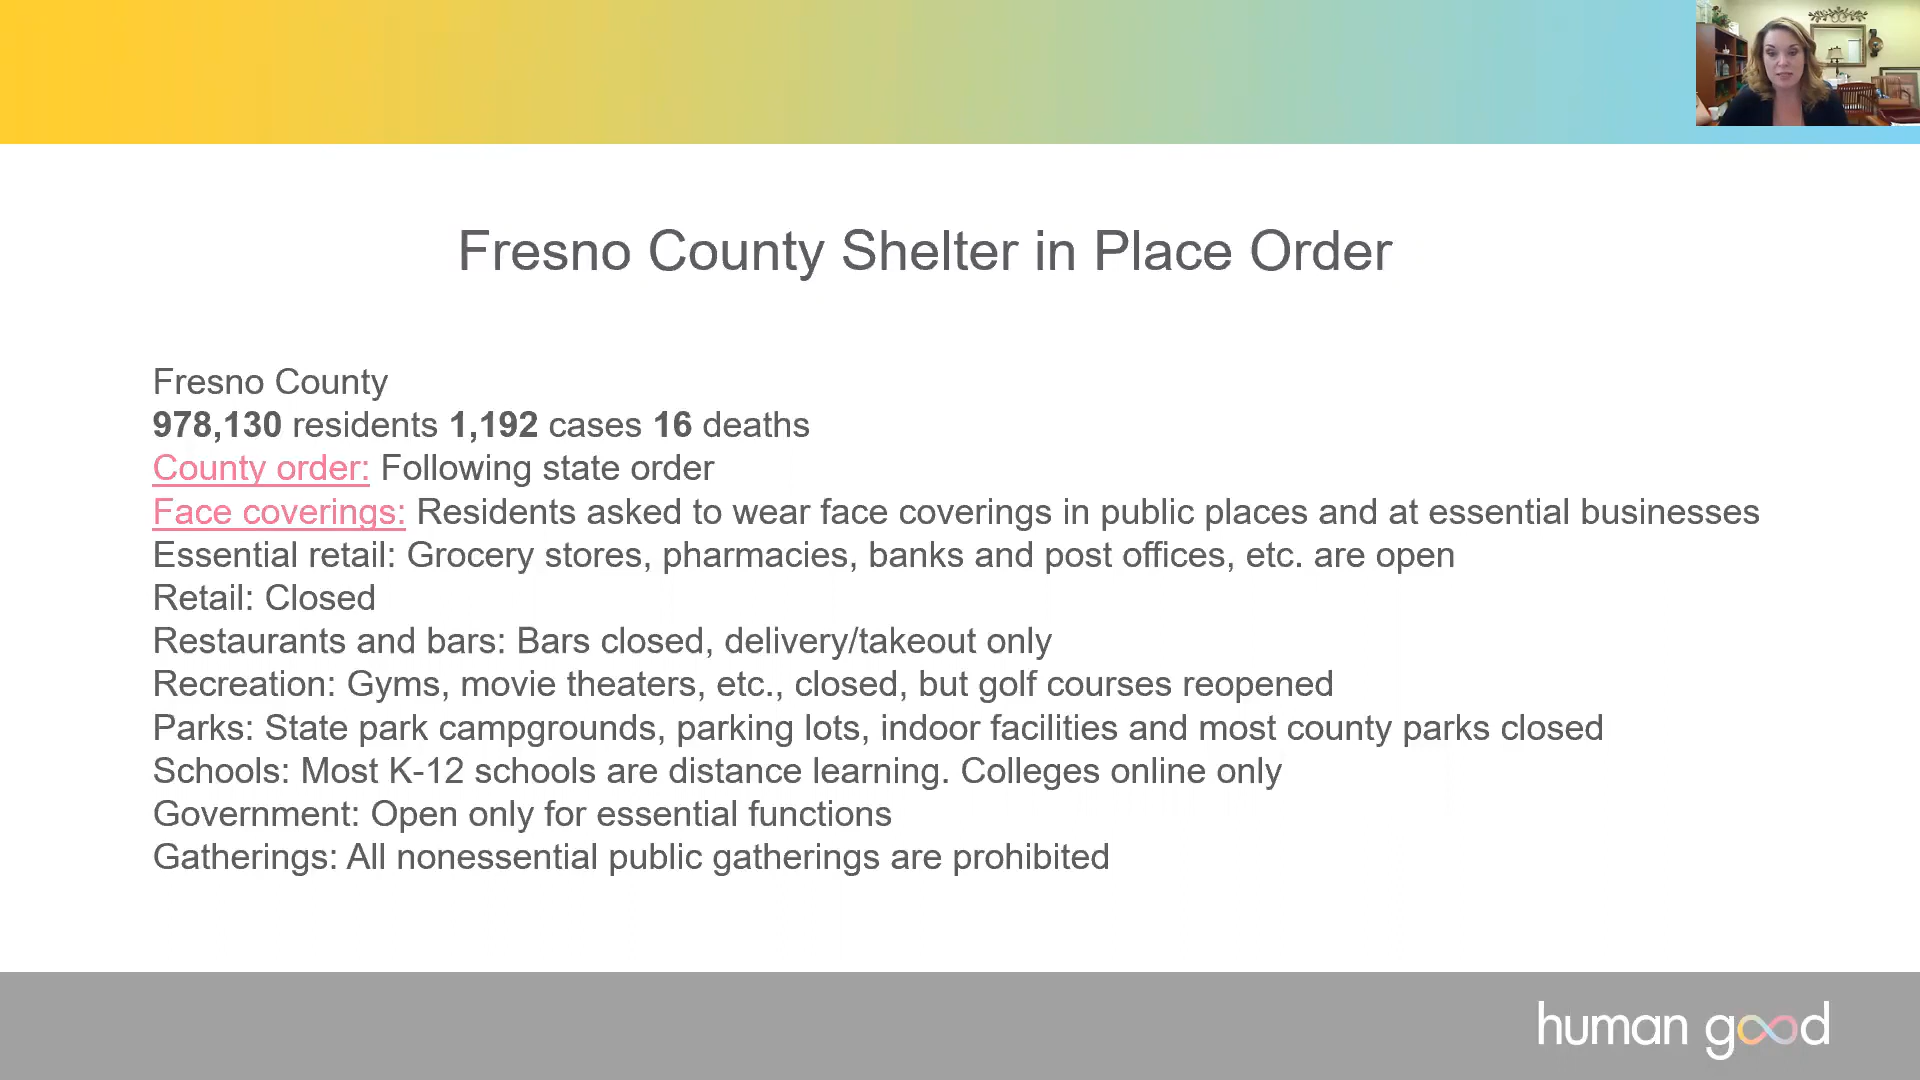 Fresno County Shelter in Place Order
Fresno County
978,130 residents 1,192 cases 16 deaths
County order: Following state order
Face coverings: Residents asked to wear face coverings in public places and at essential businesses
Essential retail: Grocery stores, pharmacies, banks and post offices, etc. are open
Retail: Closed
Restaurants and bars: Bars closed, delivery/takeout only
Recreation: Gyms, movie theaters, etc., closed, but golf courses reopened
Parks: State park campgrounds, parking lots, indoor facilities and most county parks closed
Schools: Most K-12 schools are distance learning. Colleges online only
Government: Open only for essential functions
Gatherings: All nonessential public gatherings are prohibited
human good